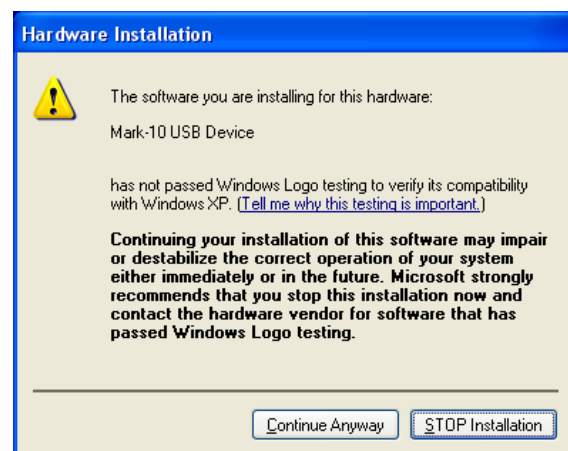 Hardware Installation
The software you are installing for this hardware:
Mark-10 USB Device
has not passed Windows Logo testing to verify its compatibility
with Windows XP. (Tell me why this testing is important.)
Continuing your installation of this software may impair
or destabilize the correct operation of your system
either immediately or in the future. Microsoft strongly
recommends that you stop this installation now and
contact the hardware vendor for software that has
passed Windows Logo testing.
Continue Anyway
STOP Installation